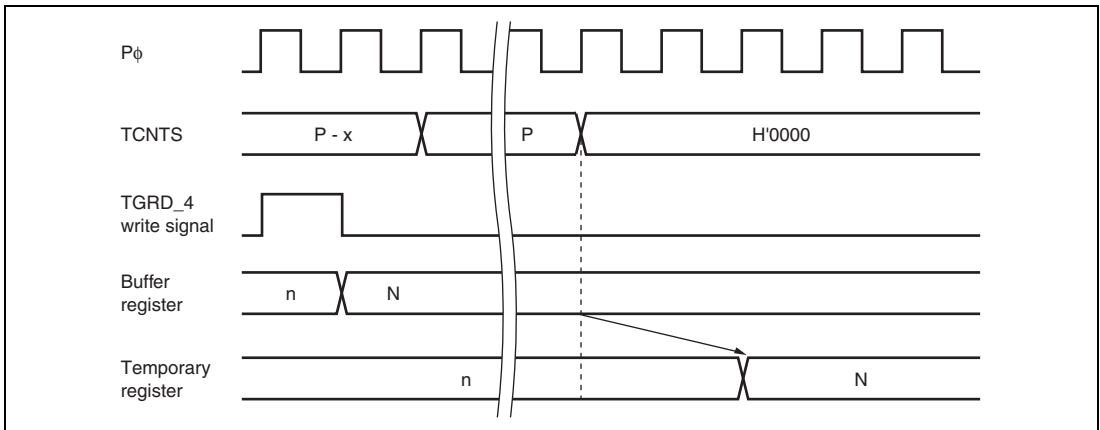 Pϕ
TCNTS
P - x
P
H'0000
TGRD_4
write signal
Buffer
register
n
N
Temporary
register
n
N